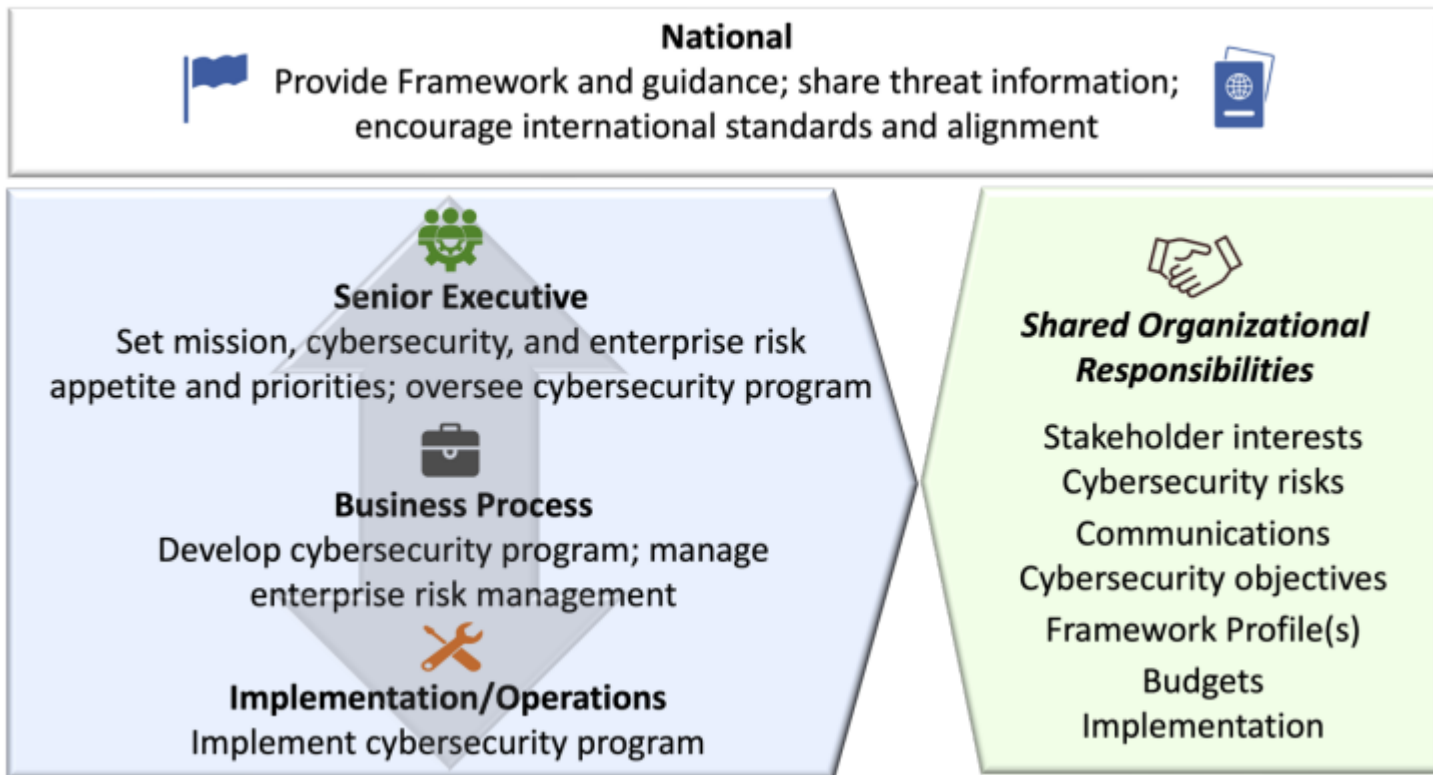 National
Provide Framework and guidance; share threat information;
encourage international standards and alignment
Senior Executive
Set mission, cybersecurity, and enterprise risk
appetite and priorities; oversee cybersecurity program
Business Process
Develop cybersecurity program; manage
enterprise risk management
Implementation/Operations
Implement cybersecurity program
Shared Organizational
Responsibilities
Stakeholder interests
Cybersecurity risks
Communications
Cybersecurity objectives
Framework Profile(s)
Budgets
Implementation